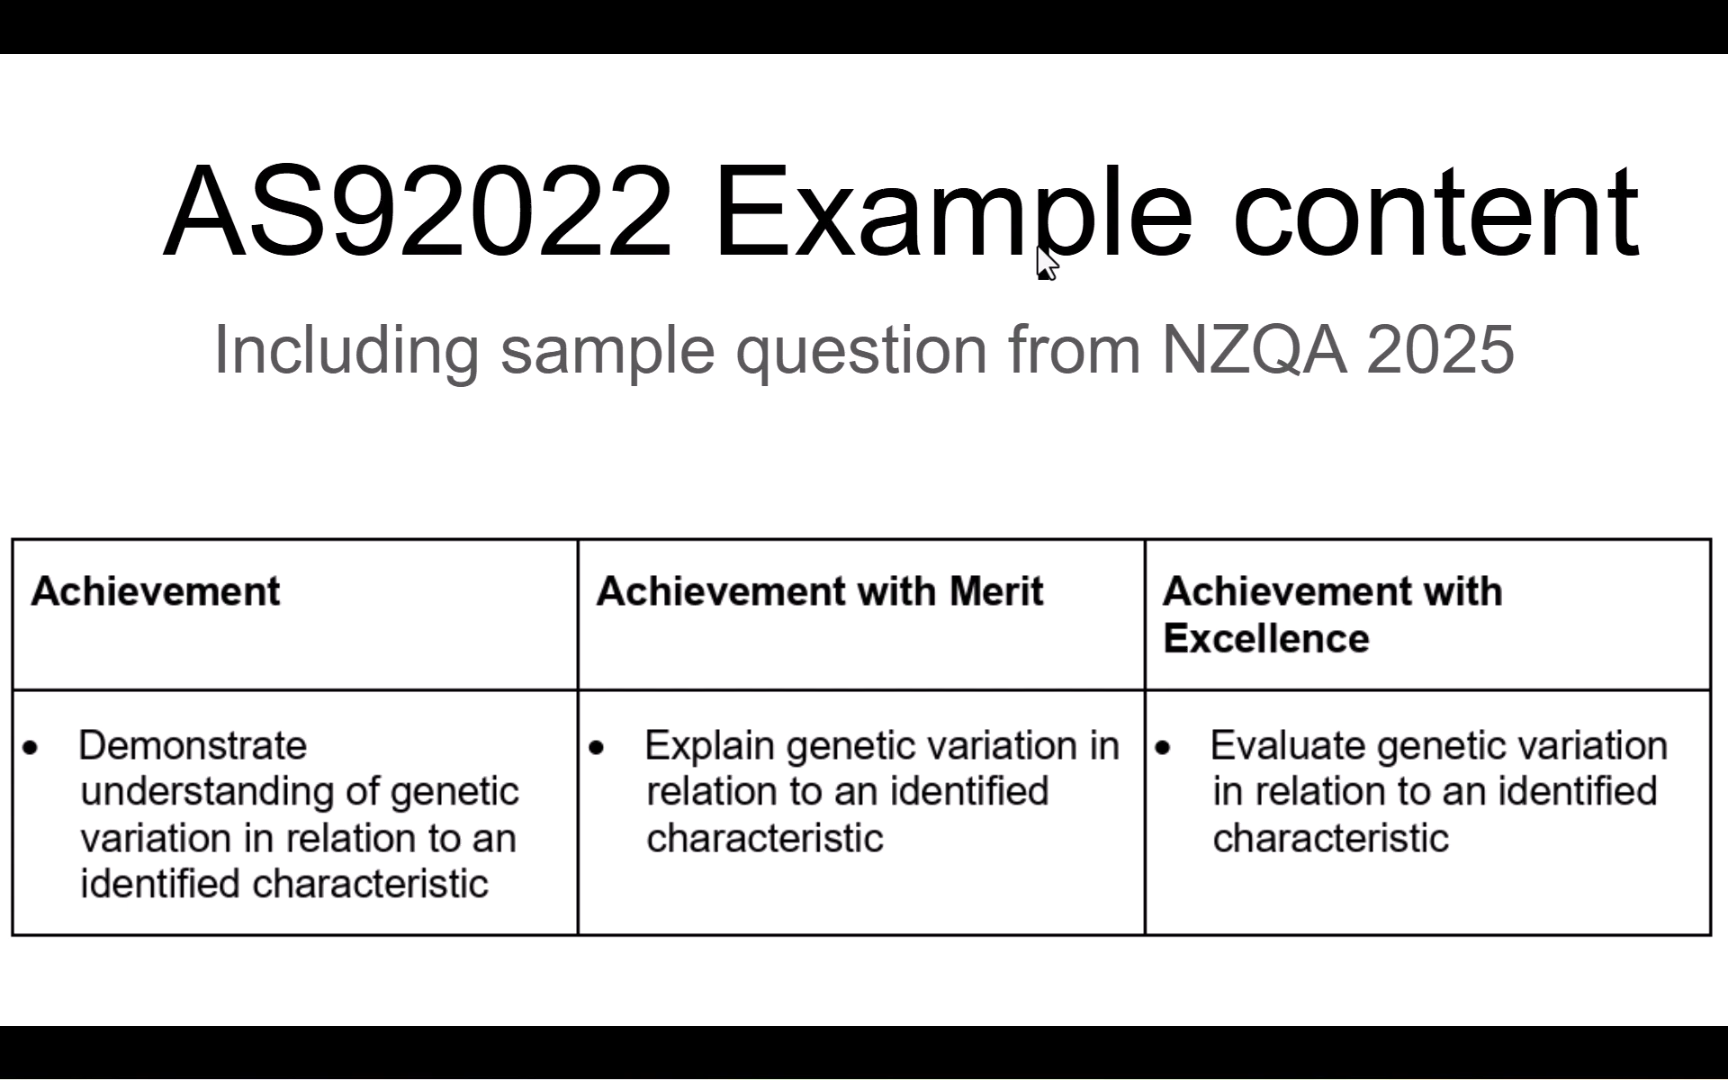 AS92022 Example content
Including sample question from NZQA 2025
Achievement
Achievement with Merit
Achievement with
Excellence
• Demonstrate
understanding of genetic
variation in relation to an
identified characteristic
• Explain genetic variation in
relation to an identified
characteristic
• Evaluate genetic variation
in relation to an identified
characteristic